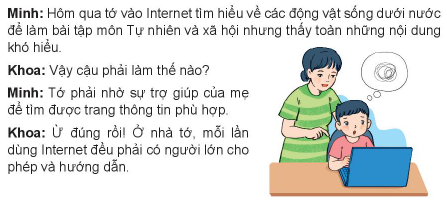 Minh: Hôm qua tớ vào Internet tìm hiểu về các động vật sống dưới nước
để làm bài tập môn Tự nhiên và xã hội nhưng thấy toàn những nội dung
khó hiểu.
Khoa: Vậy cậu phải làm thế nào?
Minh: Tớ phải nhờ sự trợ giúp của mẹ
để tìm được trang thông tin phù hợp.
Khoa: Ừ đúng rồi! Ở nhà tớ, mỗi lần
dùng Internet đều phải có người lớn cho
phép và hướng dẫn.